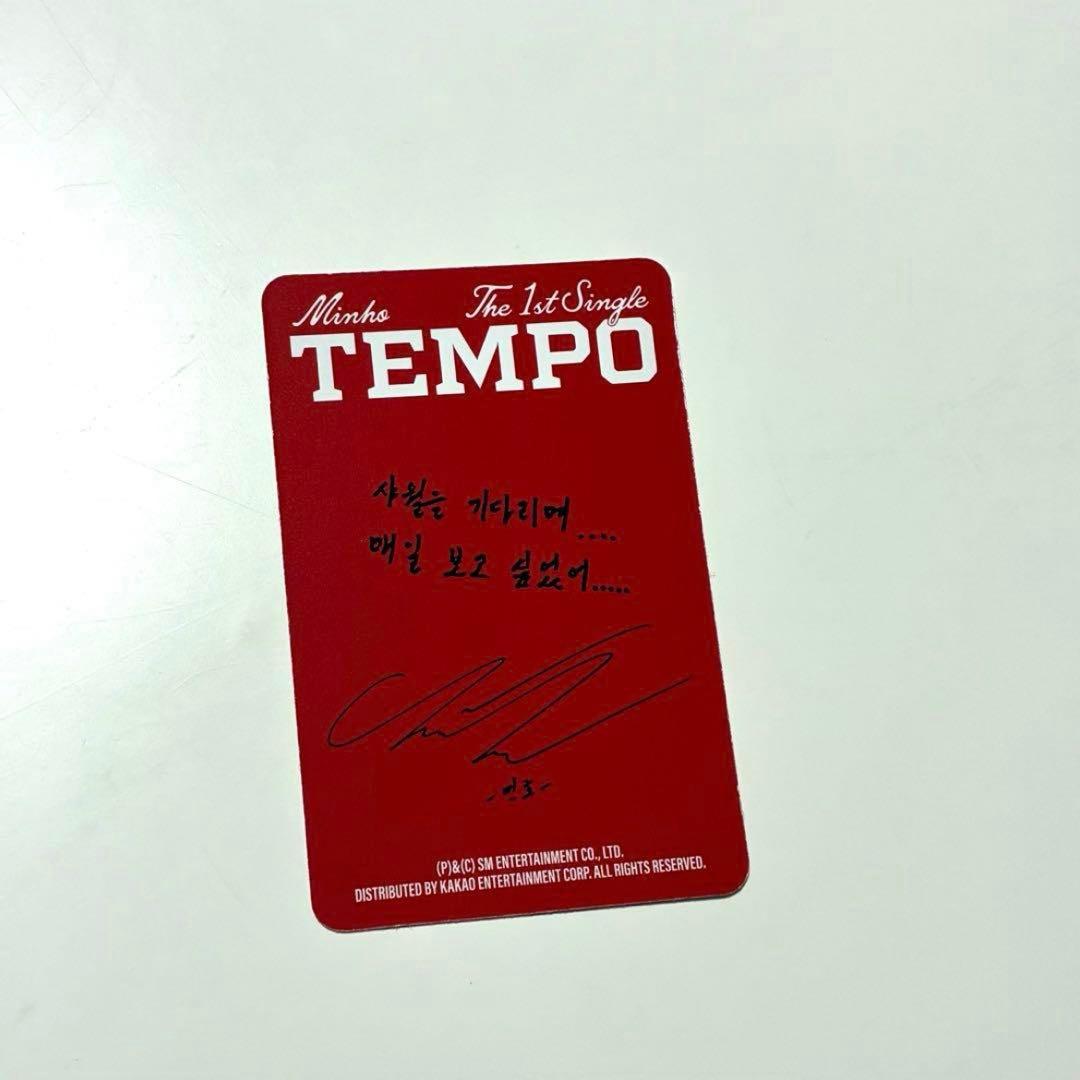 Minho The 1st Single
TEMPO
샤월을 기다리며....
매일 보고 싶었어.....
-민호-
(P)&(C) SM ENTERTAINMENT CO., LTD.
DISTRIBUTED BY KAKAO ENTERTAINMENT CORP. ALL RIGHTS RESERVED.